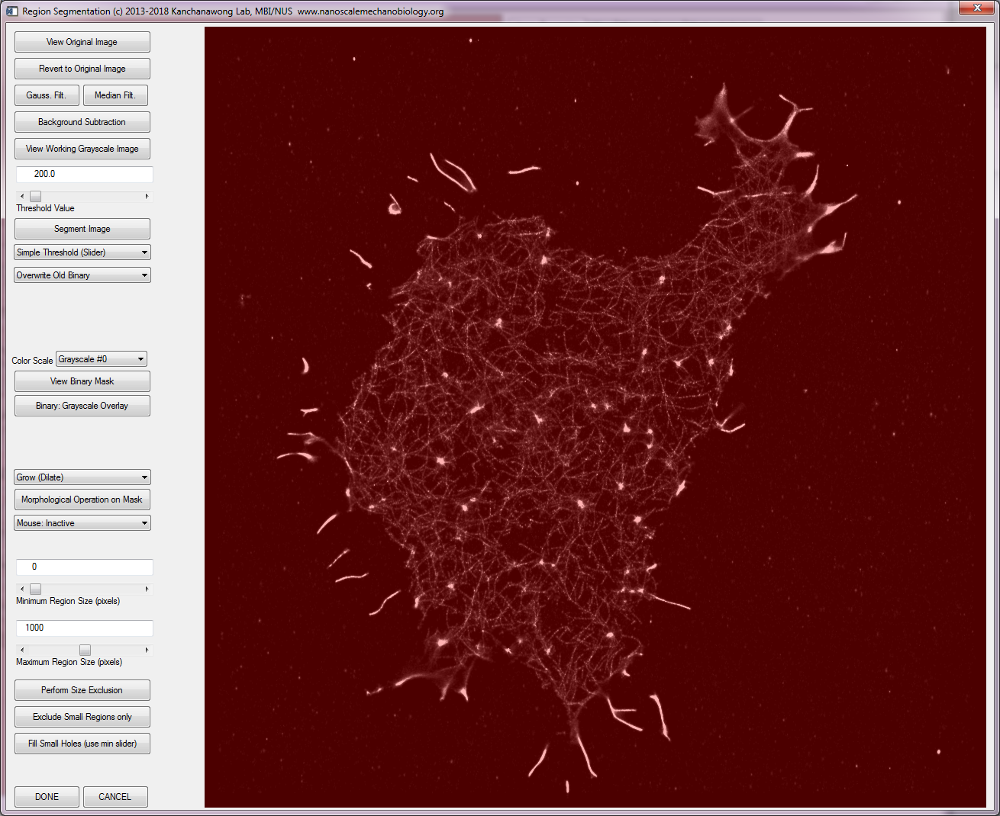 Region Segmentation (c) 2013-2018 Kanchanawong Lab, MBI/NUS  www.nanoscalemechanobiology.org
View Original Image
Revert to Original Image
Gauss. Filt.
Median Filt.
Background Subtraction
View Working Grayscale Image
200.0
Threshold Value
Segment Image
Simple Threshold (Slider)
Overwrite Old Binary
Color Scale
Grayscale #0
View Binary Mask
Binary: Grayscale Overlay
Grow (Dilate)
Morphological Operation on Mask
Mouse: Inactive
0
Minimum Region Size (pixels)
1000
Maximum Region Size (pixels)
Perform Size Exclusion
Exclude Small Regions only
Fill Small Holes (use min slider)
DONE
CANCEL